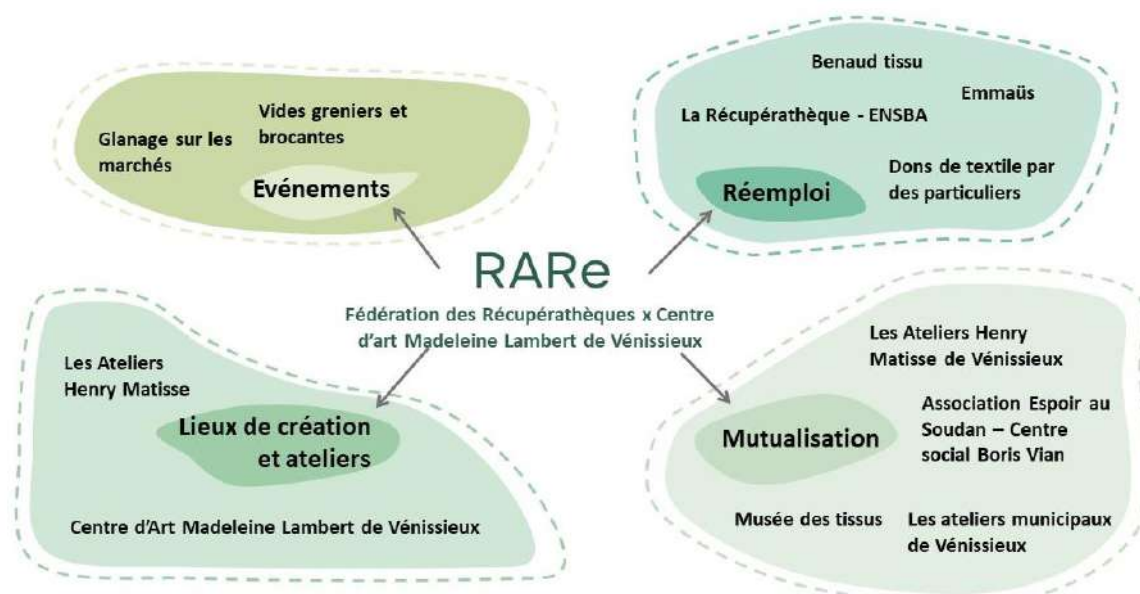 Vides greniers et
brocantes
Glanage sur les
marchés
Evénements
Benaud tissu
Emmaüs
La Récupérathèque - ENSBA
Dons de textile par
des particuliers
Réemploi
RARe
Fédération des Récupérathèques x Centre
d'art Madeleine Lambert de Vénissieux
Les Ateliers
Henry Matisse
Lieux de création
et ateliers
Centre d'Art Madeleine Lambert de Vénissieux
Les Ateliers Henry
Matisse de Vénissieux
Association Espoir au
Soudan – Centre
social Boris Vian
Mutualisation
Musée des tissus
Les ateliers municipaux
de Vénissieux